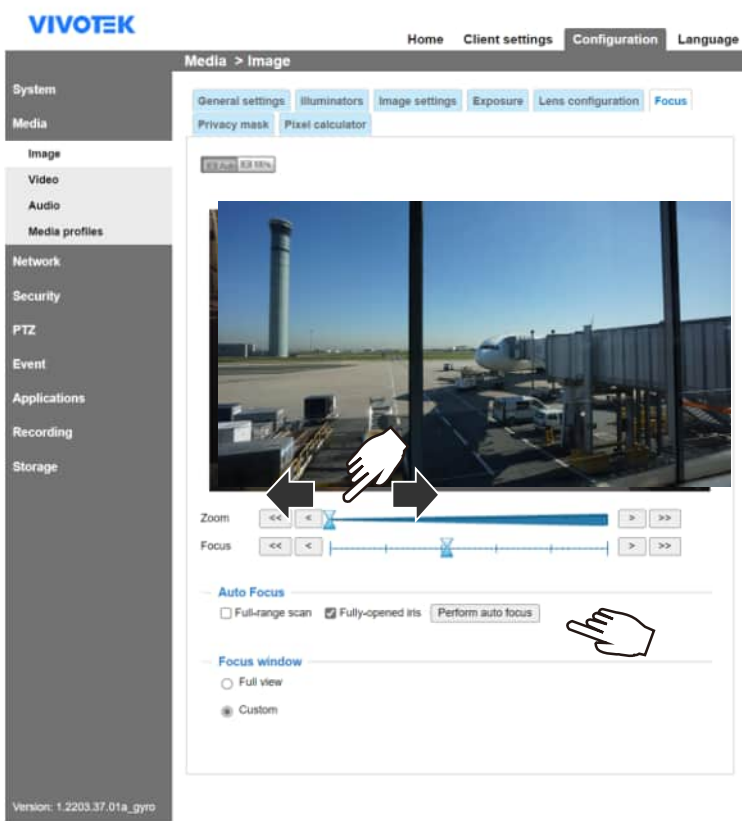 VIVOTEK
Home Client settings Configuration Language
Media > Image
System
Media
Image
Video
Audio
Media profiles
Network
Security
PTZ
Event
Applications
Recording
Storage
Version: 1.2203.37.01a_gyro
General settings Illuminators Image settings Exposure Lens configuration Focus
Privacy mask Pixel calculator
Zoom << < > >>
Focus << < > >>
Auto Focus
Full-range scan Fully-opened iris Perform auto focus
Focus window
Full view
Custom